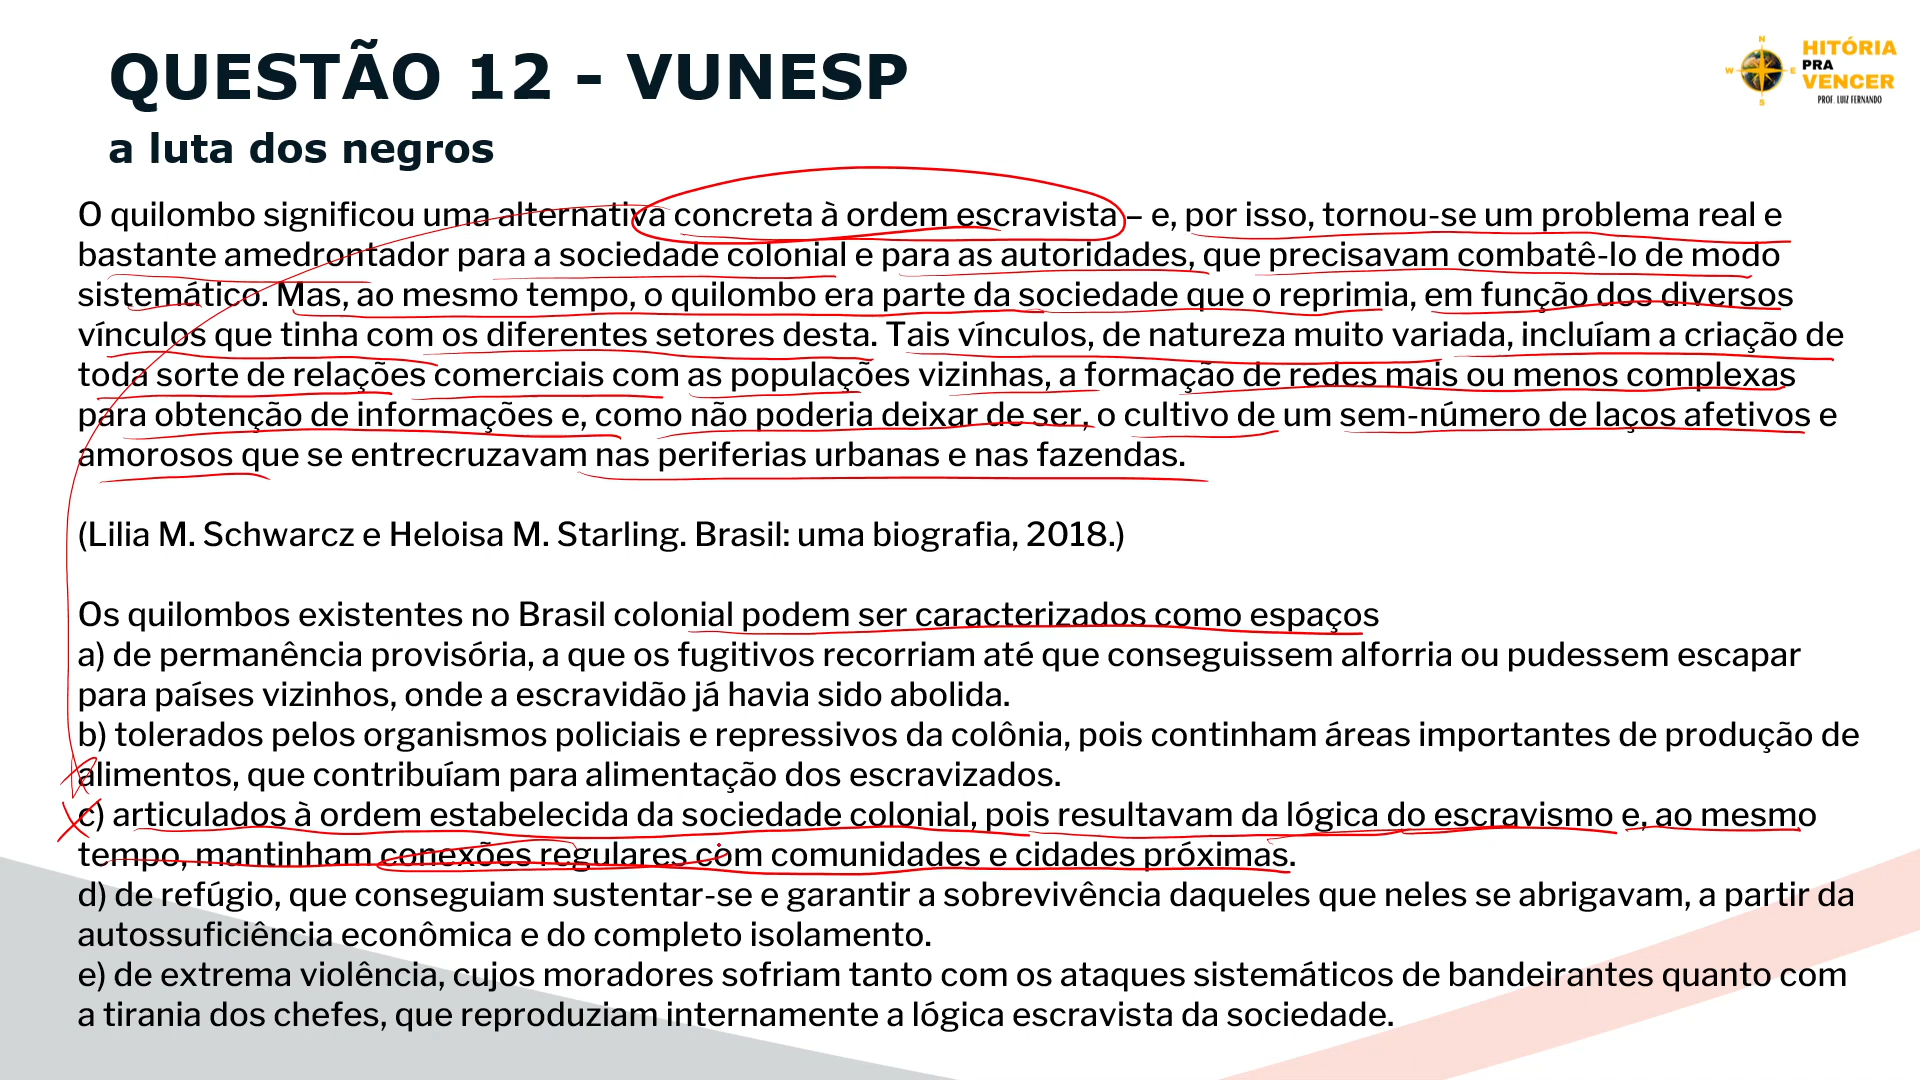 QUESTÃO 12 - VUNESP
a luta dos negros
HITÓRIA
PRA
VENCER
PROF. LUIZ FERNANDO
N
W
E
S
O quilombo significou uma alternativa concreta à ordem escravista – e, por isso, tornou-se um problema real e
bastante amedrontador para a sociedade colonial e para as autoridades, que precisavam combatê-lo de modo
sistemático. Mas, ao mesmo tempo, o quilombo era parte da sociedade que o reprimia, em função dos diversos
vínculos que tinha com os diferentes setores desta. Tais vínculos, de natureza muito variada, incluíam a criação de
toda sorte de relações comerciais com as populações vizinhas, a formação de redes mais ou menos complexas
para obtenção de informações e, como não poderia deixar de ser, o cultivo de um sem-número de laços afetivos e
amorosos que se entrecruzavam nas periferias urbanas e nas fazendas.
(Lilia M. Schwarcz e Heloisa M. Starling. Brasil: uma biografia, 2018.)
Os quilombos existentes no Brasil colonial podem ser caracterizados como espaços
a) de permanência provisória, a que os fugitivos recorriam até que conseguissem alforria ou pudessem escapar
para países vizinhos, onde a escravidão já havia sido abolida.
b) tolerados pelos organismos policiais e repressivos da colônia, pois continham áreas importantes de produção de
alimentos, que contribuíam para alimentação dos escravizados.
c) articulados à ordem estabelecida da sociedade colonial, pois resultavam da lógica do escravismo e, ao mesmo
tempo, mantinham conexões regulares com comunidades e cidades próximas.
d) de refúgio, que conseguiam sustentar-se e garantir a sobrevivência daqueles que neles se abrigavam, a partir da
autossuficiência econômica e do completo isolamento.
e) de extrema violência, cujos moradores sofriam tanto com os ataques sistemáticos de bandeirantes quanto com
a tirania dos chefes, que reproduziam internamente a lógica escravista da sociedade.